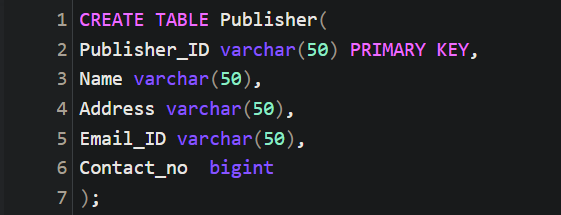 1 CREATE TABLE Publisher(
2 Publisher_ID varchar(50) PRIMARY KEY,
3 Name varchar(50),
4 Address varchar(50),
5 Email_ID varchar(50),
6 Contact_no  bigint
7 );